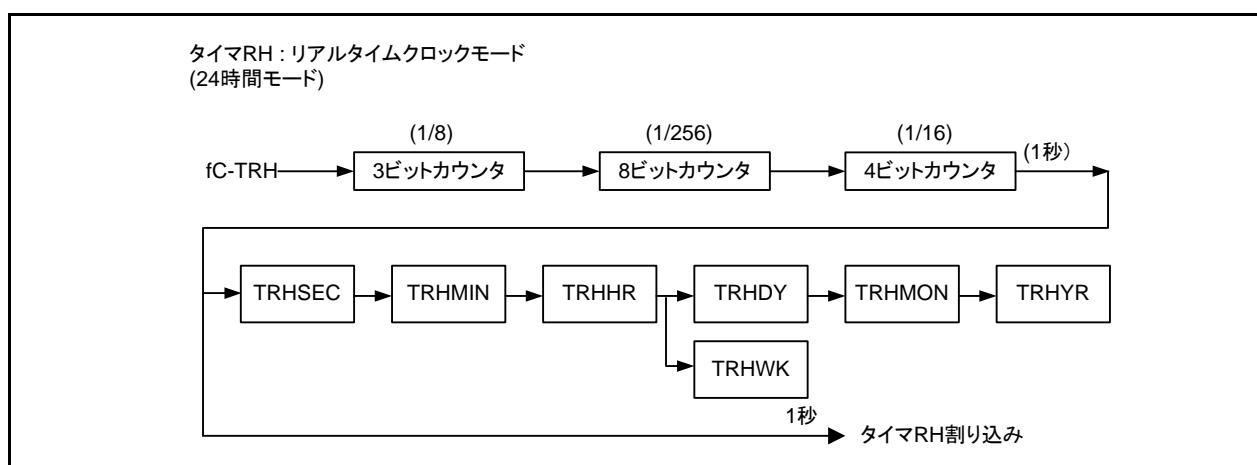 タイマRH : リアルタイムクロックモード
(24時間モード)
(1/8)
(1/256)
(1/16)
(1秒)
fC-TRH
3ビットカウンタ
8ビットカウンタ
4ビットカウンタ
TRHSEC
TRHMIN
TRHHR
TRHDY
TRHMON
TRHYR
TRHWK
1秒
タイマRH割り込み